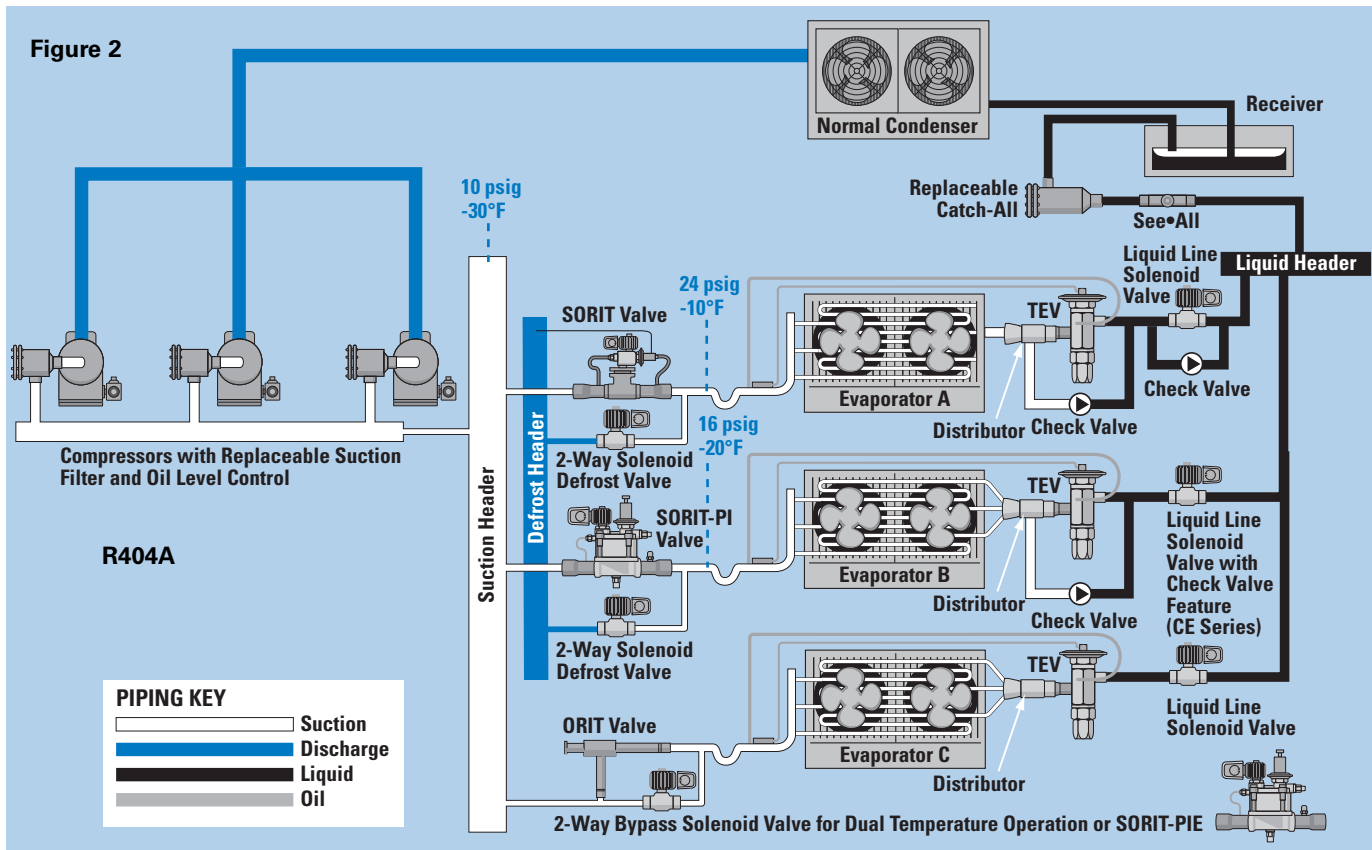 Figure 2
Normal Condenser
Receiver
Replaceable
Catch-All
See•All
Liquid Header
10 psig
-30°F
24 psig
-10°F
SORIT Valve
TEV
Liquid Line
Solenoid
Valve
Check Valve
Evaporator A
Distributor
Check Valve
Compressors with Replaceable Suction
Filter and Oil Level Control
Suction Header
Defrost Header
2-Way Solenoid
Defrost Valve
16 psig
-20°F
R404A
SORIT-PI
Valve
TEV
Liquid Line
Solenoid
Valve with
Check Valve
Feature
(CE Series)
Evaporator B
Distributor
Check Valve
2-Way Solenoid
Defrost Valve
TEV
Liquid Line
Solenoid Valve
ORIT Valve
Evaporator C
Distributor
2-Way Bypass Solenoid Valve for Dual Temperature Operation or SORIT-PIE
PIPING KEY
Suction
Discharge
Liquid
Oil